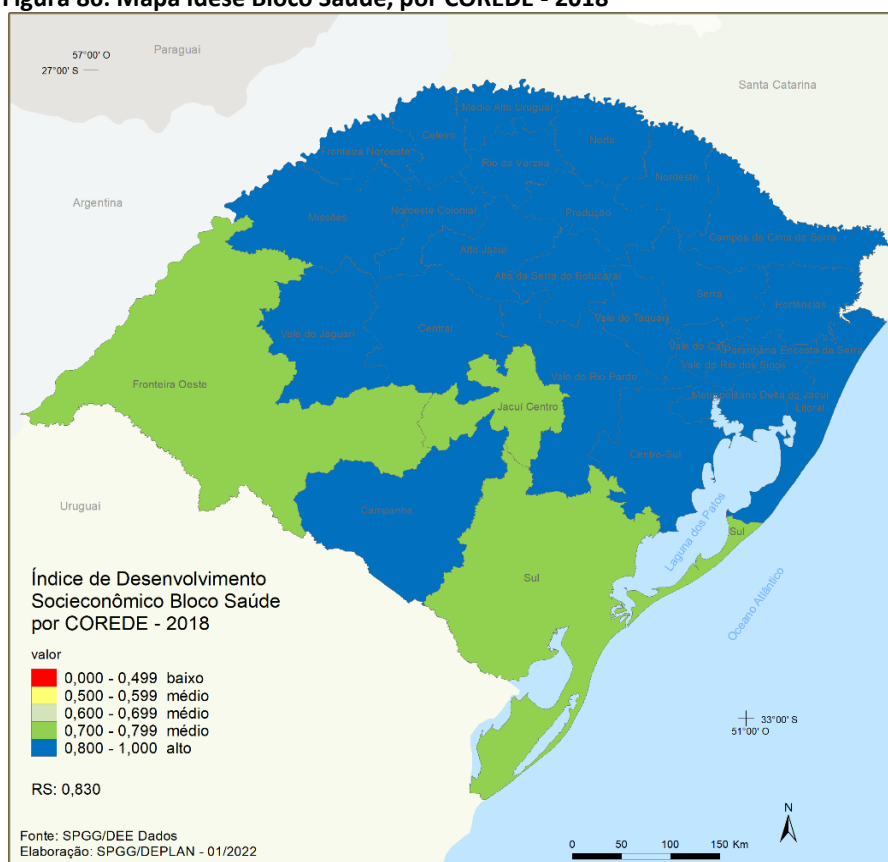 Figura 80: Mapa Idese Bloco Saúde, por COREDE - 2018
57°00' O
27°00' S
Paraguai
Santa Catarina
Argentina
Uruguai
Médio Alto Uruguai
Celeiro
Norte
Fronteira Noroeste
Rio da Várzea
Nordeste
Missões
Noroeste Colonial
Produção
Campos de Cima da Serra
Alto Jacuí
Alto da Serra do Botucaraí
Serra
Hortênsias
Vale do Jaguari
Central
Vale do Taquari
Vale do Caí
Paranhana Encosta da Serra
Vale do Rio dos Sinos
Fronteira Oeste
Vale do Rio Pardo
Jacuí Centro
Metropolitano Delta do Jacuí
Litoral
Centro-Sul
Campanha
Laguna dos Patos
Sul
Sul
Oceano Atlântico
Índice de Desenvolvimento
Socieconômico Bloco Saúde
por COREDE - 2018
valor
0,000 - 0,499 baixo
0,500 - 0,599 médio
0,600 - 0,699 médio
0,700 - 0,799 médio
0,800 - 1,000 alto
RS: 0,830
33°00' S
51°00' O
N
Fonte: SPGG/DEE Dados
Elaboração: SPGG/DEPLAN - 01/2022
0 50 100 150 Km